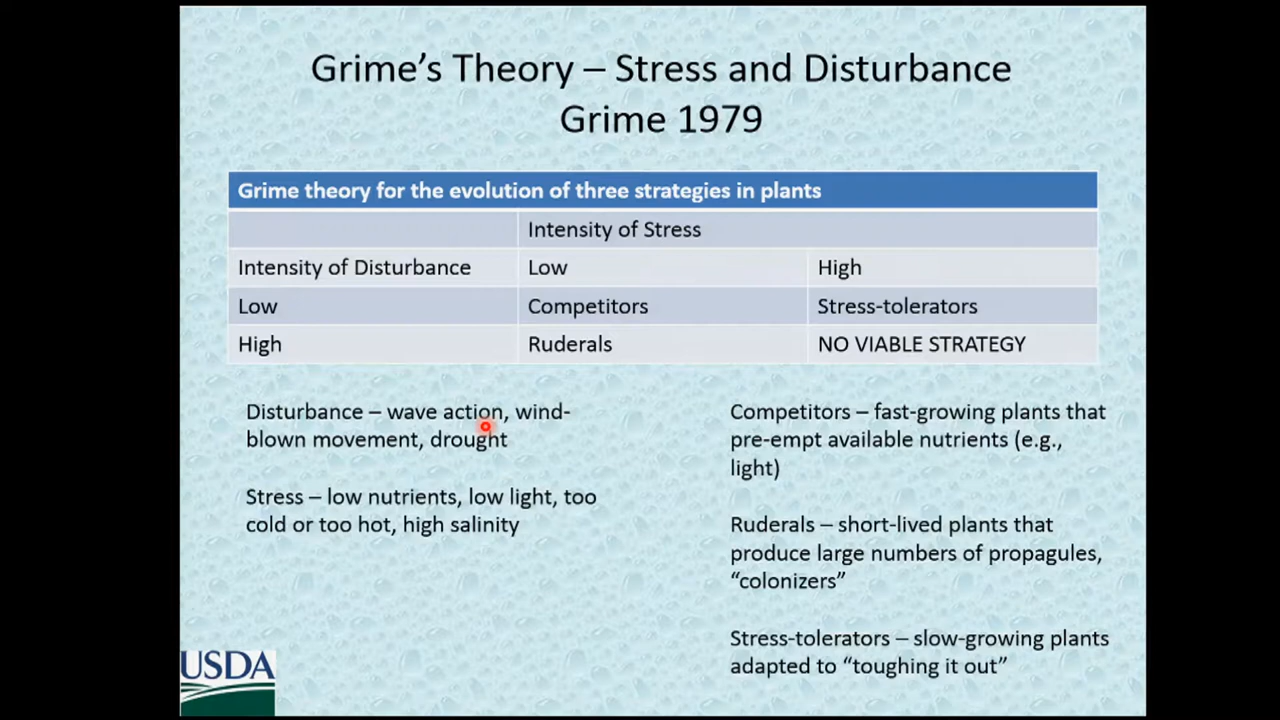 Grime's Theory – Stress and Disturbance
Grime 1979
Grime theory for the evolution of three strategies in plants
Intensity of Stress
Intensity of Disturbance Low High
Low Competitors Stress-tolerators
High Ruderals NO VIABLE STRATEGY
Disturbance – wave action, wind-
blown movement, drought
Stress – low nutrients, low light, too
cold or too hot, high salinity
Competitors – fast-growing plants that
pre-empt available nutrients (e.g.,
light)
Ruderals – short-lived plants that
produce large numbers of propagules,
“colonizers”
Stress-tolerators – slow-growing plants
adapted to “toughing it out”
USDA